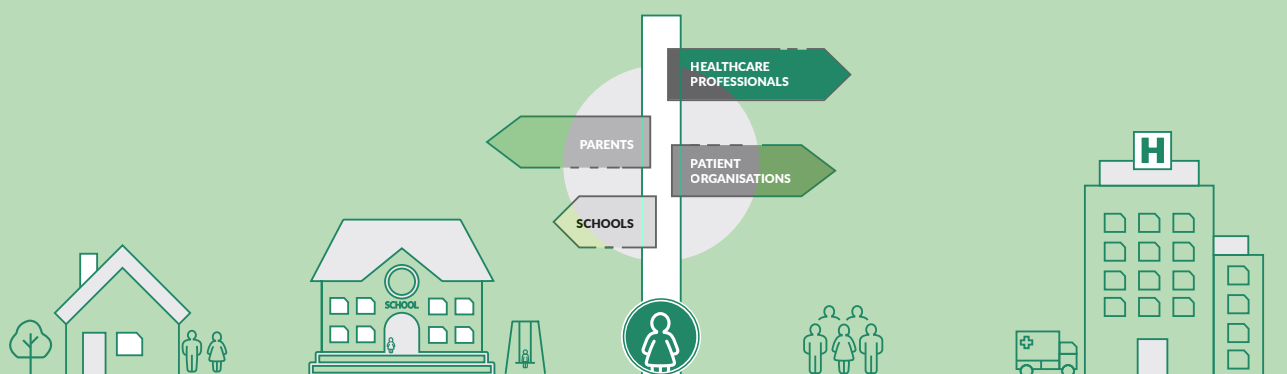 HEALTHCARE
PROFESSIONALS
PARENTS
PATIENT
ORGANISATIONS
SCHOOLS
H
SCHOOL